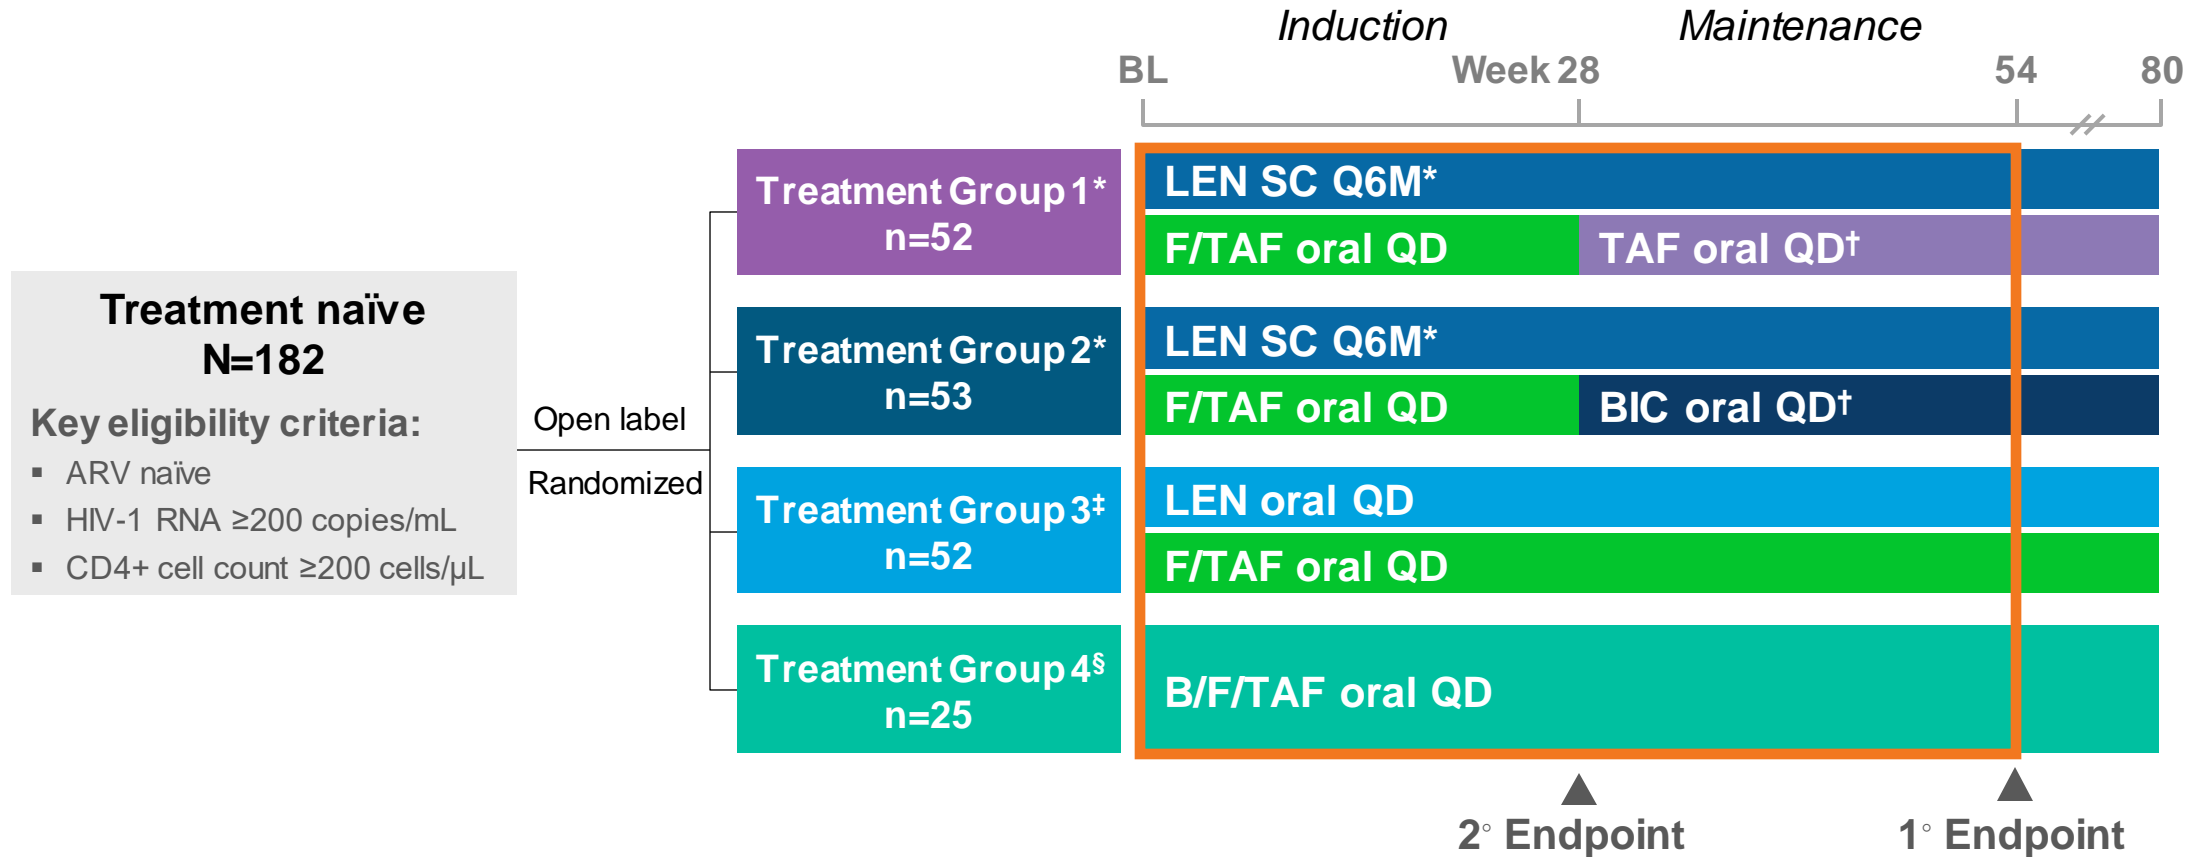 Induction Maintenance
BL Week 28 54 80
Treatment naïve
N=182
Key eligibility criteria:
▪ ARV naïve
▪ HIV-1 RNA ≥200 copies/mL
▪ CD4+ cell count ≥200 cells/µL
Open label
Randomized
Treatment Group 1*
n=52
LEN SC Q6M*
F/TAF oral QD TAF oral QD†
Treatment Group 2*
n=53
LEN SC Q6M*
F/TAF oral QD BIC oral QD†
Treatment Group 3‡
n=52
LEN oral QD
F/TAF oral QD
Treatment Group 4§
n=25
B/F/TAF oral QD
2° Endpoint 1° Endpoint